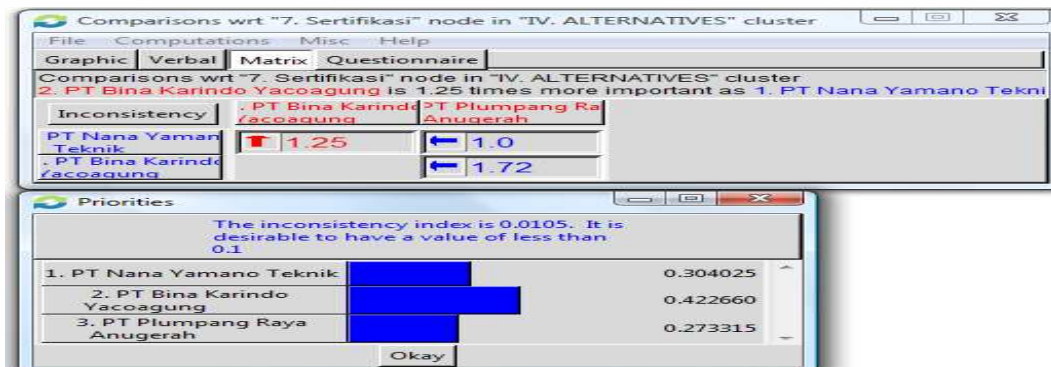 Comparisons wrt "7. Sertifikasi" node in "IV. ALTERNATIVES" cluster
File Computations Misc Help
Graphic Verbal Matrix Questionnaire
Comparisons wrt "7. Sertifikasi" node in "IV. ALTERNATIVES" cluster
2. PT Bina Karindo Yacoagung is 1.25 times more important as 1. PT Nana Yamano Tekni
Inconsistency . PT Bina Karind PT Plumpang Ra
Yacoagung Anugerah
PT Nana Yaman 1.25 1.0
Teknik
. PT Bina Karind 1.72
Yacoagung
Priorities
The inconsistency index is 0.0105. It is
desirable to have a value of less than
0.1
1. PT Nana Yamano Teknik 0.304025
2. PT Bina Karindo
Yacoagung 0.422660
3. PT Plumpang Raya
Anugerah 0.273315
Okay